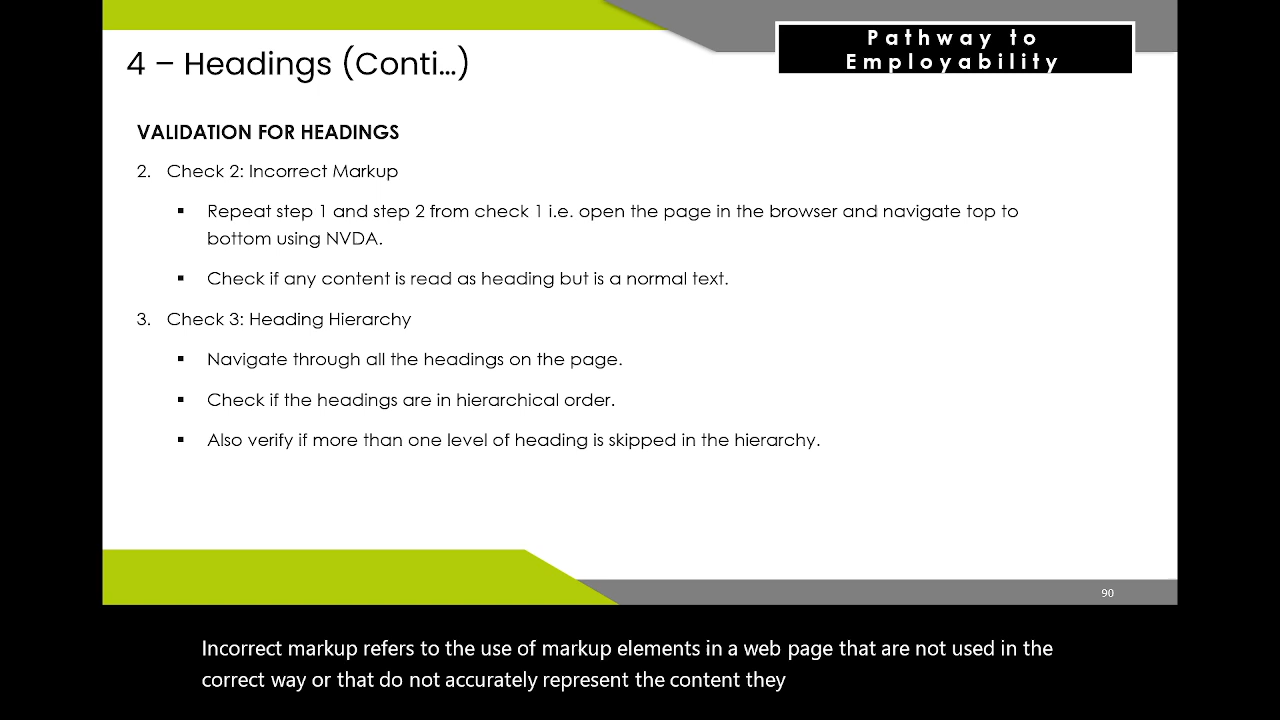 Pathway to
Employability
4 – Headings (Conti…)
VALIDATION FOR HEADINGS
2. Check 2: Incorrect Markup
▪ Repeat step 1 and step 2 from check 1 i.e. open the page in the browser and navigate top to
bottom using NVDA.
▪ Check if any content is read as heading but is a normal text.
3. Check 3: Heading Hierarchy
▪ Navigate through all the headings on the page.
▪ Check if the headings are in hierarchical order.
▪ Also verify if more than one level of heading is skipped in the hierarchy.
90
Incorrect markup refers to the use of markup elements in a web page that are not used in the
correct way or that do not accurately represent the content they